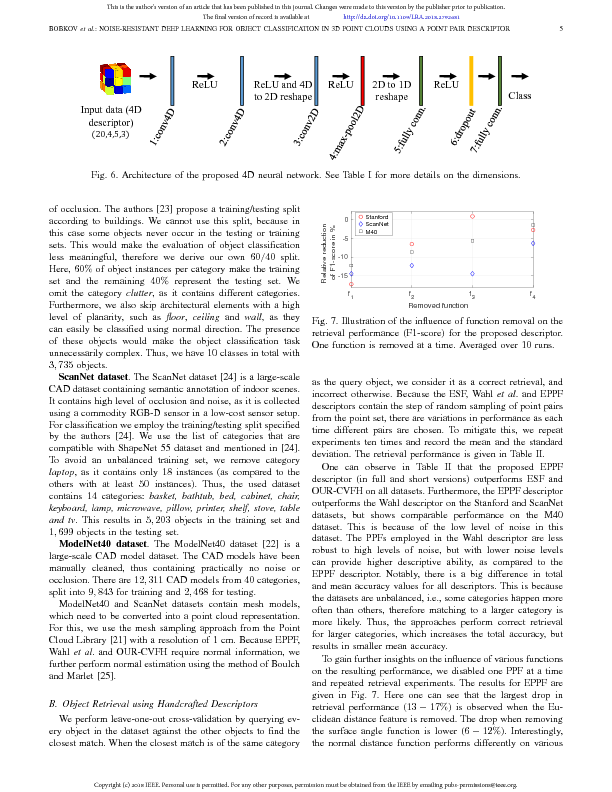 This is the author's version of an article that has been published in this journal. Changes were made to this version by the publisher prior to publication.
The final version of record is available at http://dx.doi.org/10.1109/LRA.2018.2792681
BOBKOV et al.: NOISE-RESISTANT DEEP LEARNING FOR OBJECT CLASSIFICATION IN 3D POINT CLOUDS USING A POINT PAIR DESCRIPTOR 5
Input data (4D
descriptor)
(20,4,5,3)
1:conv4D
ReLU
2:conv4D
ReLU and 4D
to 2D reshape
3:conv2D
ReLU
4:max-pool2D
2D to 1D
reshape
5:fully conn.
ReLU
6:dropout
7:fully conn.
Class
Fig. 6. Architecture of the proposed 4D neural network. See Table I for more details on the dimensions.
of occlusion. The authors [23] propose a training/testing split
according to buildings. We cannot use this split, because in
this case some objects never occur in the testing or training
sets. This would make the evaluation of object classification
less meaningful, therefore we derive our own 60/40 split.
Here, 60% of object instances per category make the training
set and the remaining 40% represent the testing set. We
omit the category clutter, as it contains different categories.
Furthermore, we also skip architectural elements with a high
level of planarity, such as floor, ceiling and wall, as they
can easily be classified using normal direction. The presence
of these objects would make the object classification task
unnecessarily complex. Thus, we have 10 classes in total with
3,735 objects.
ScanNet dataset. The ScanNet dataset [24] is a large-scale
CAD dataset containing semantic annotation of indoor scenes.
It contains high level of occlusion and noise, as it is collected
using a commodity RGB-D sensor in a low-cost sensor setup.
For classification we employ the training/testing split specified
by the authors [24]. We use the list of categories that are
compatible with ShapeNet 55 dataset and mentioned in [24].
To avoid an unbalanced training set, we remove category
laptop, as it contains only 18 instances (as compared to the
others with at least 50 instances). Thus, the used dataset
contains 14 categories: basket, bathtub, bed, cabinet, chair,
keyboard, lamp, microwave, pillow, printer, shelf, stove, table
and tv. This results in 5,203 objects in the training set and
1,699 objects in the testing set.
ModelNet40 dataset. The ModelNet40 dataset [22] is a
large-scale CAD model dataset. The CAD models have been
manually cleaned, thus containing practically no noise or
occlusion. There are 12,311 CAD models from 40 categories,
split into 9,843 for training and 2,468 for testing.
ModelNet40 and ScanNet datasets contain mesh models,
which need to be converted into a point cloud representation.
For this, we use the mesh sampling approach from the Point
Cloud Library [21] with a resolution of 1 cm. Because EPPF,
Wahl et al. and OUR-CVFH require normal information, we
further perform normal estimation using the method of Boulch
and Marlet [25].
B. Object Retrieval using Handcrafted Descriptors
We perform leave-one-out cross-validation by querying ev-
ery object in the dataset against the other objects to find the
closest match. When the closest match is of the same category
Relative reduction
of F1-score in %
0
-5
-10
-15
Stanford
ScanNet
M40
f1 f2 f3 f4
Removed function
Fig. 7. Illustration of the influence of function removal on the
retrieval performance (F1-score) for the proposed descriptor.
One function is removed at a time. Averaged over 10 runs.
as the query object, we consider it as a correct retrieval, and
incorrect otherwise. Because the ESF, Wahl et al. and EPPF
descriptors contain the step of random sampling of point pairs
from the point set, there are variations in performance as each
time different pairs are chosen. To mitigate this, we repeat
experiments ten times and record the mean and the standard
deviation. The retrieval performance is given in Table II.
One can observe in Table II that the proposed EPPF
descriptor (in full and short versions) outperforms ESF and
OUR-CVFH on all datasets. Furthermore, the EPPF descriptor
outperforms the Wahl descriptor on the Stanford and ScanNet
datasets, but shows comparable performance on the M40
dataset. This is because of the low level of noise in this
dataset. The PPFs employed in the Wahl descriptor are less
robust to high levels of noise, but with lower noise levels
can provide higher descriptive ability, as compared to the
EPPF descriptor. Notably, there is a big difference in total
and mean accuracy values for all descriptors. This is because
the datasets are unbalanced, i.e., some categories happen more
often than others, therefore matching to a larger category is
more likely. Thus, the approaches perform correct retrieval
for larger categories, which increases the total accuracy, but
results in smaller mean accuracy.
To gain further insights on the influence of various functions
on the resulting performance, we disabled one PPF at a time
and repeated retrieval experiments. The results for EPPF are
given in Fig. 7. Here one can see that the largest drop in
retrieval performance (13 − 17%) is observed when the Eu-
clidean distance feature is removed. The drop when removing
the surface angle function is lower (6 − 12%). Interestingly,
the normal distance function performs differently on various
Copyright (c) 2018 IEEE. Personal use is permitted. For any other purposes, permission must be obtained from the IEEE by emailing pubs-permissions@ieee.org.